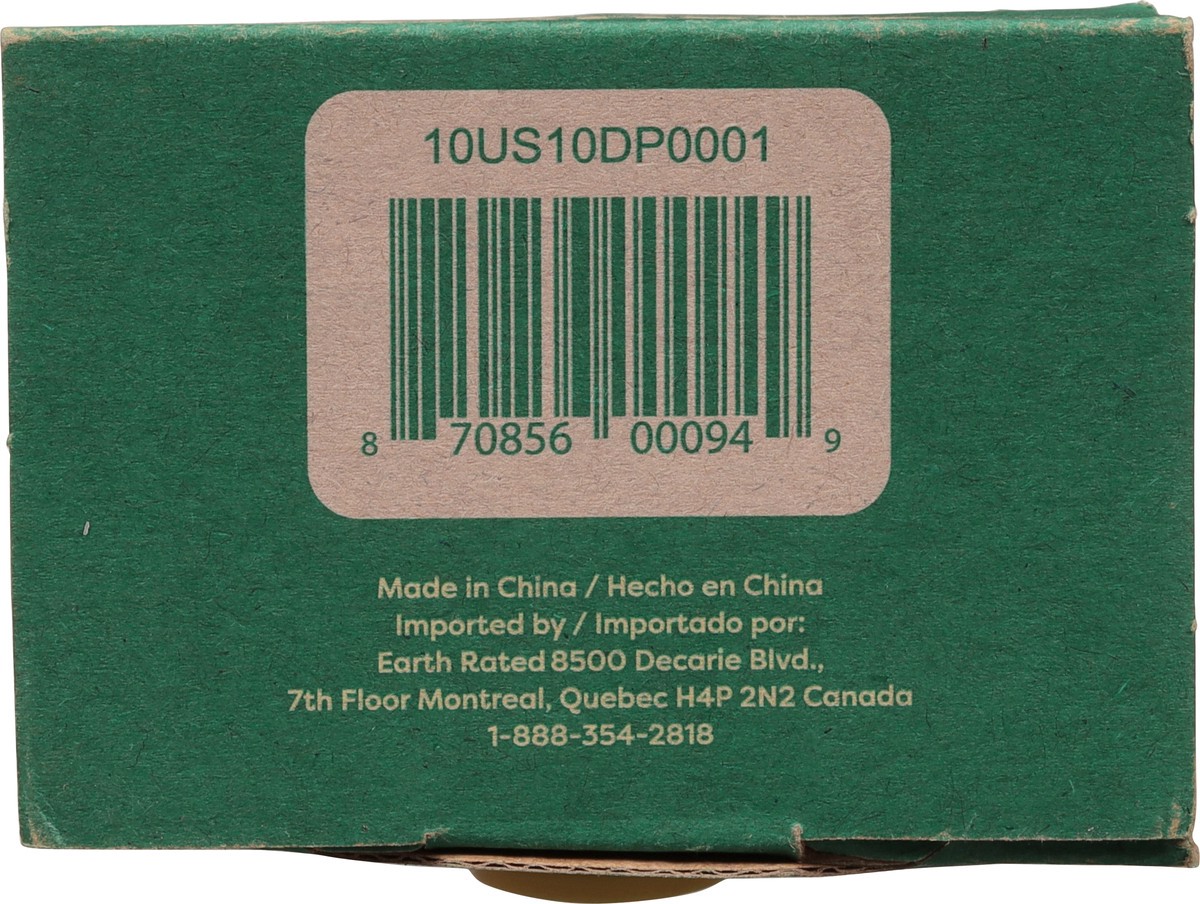 10US10DP0001
8 70856 00094 9
Made in China / Hecho en China
Imported by / Importado por:
Earth Rated 8500 Decarie Blvd.,
7th Floor Montreal, Quebec H4P 2N2 Canada
1-888-354-2818